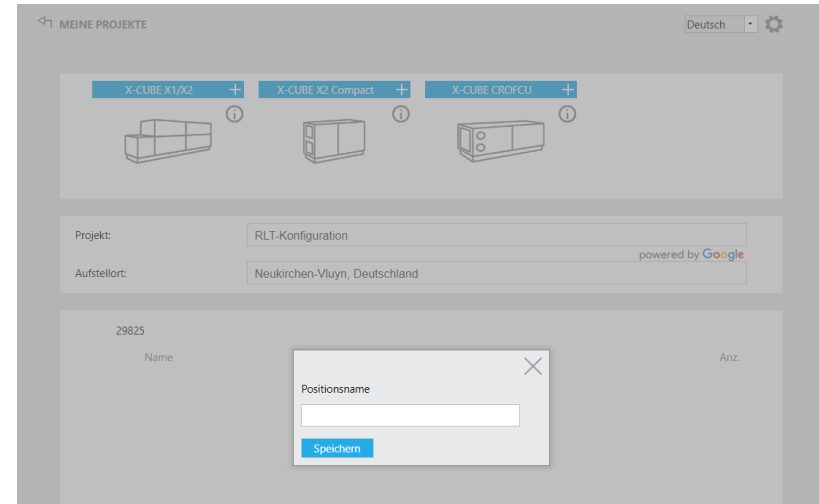 MEINE PROJEKTE
Deutsch
X-CUBE X1/X2
X-CUBE X2 Compact
X-CUBE CROFCU
Projekt:
RLT-Konfiguration
powered by Google
Aufstellort:
Neukirchen-Vluyn, Deutschland
29825
Name
Anz.
Positionsname
Speichern